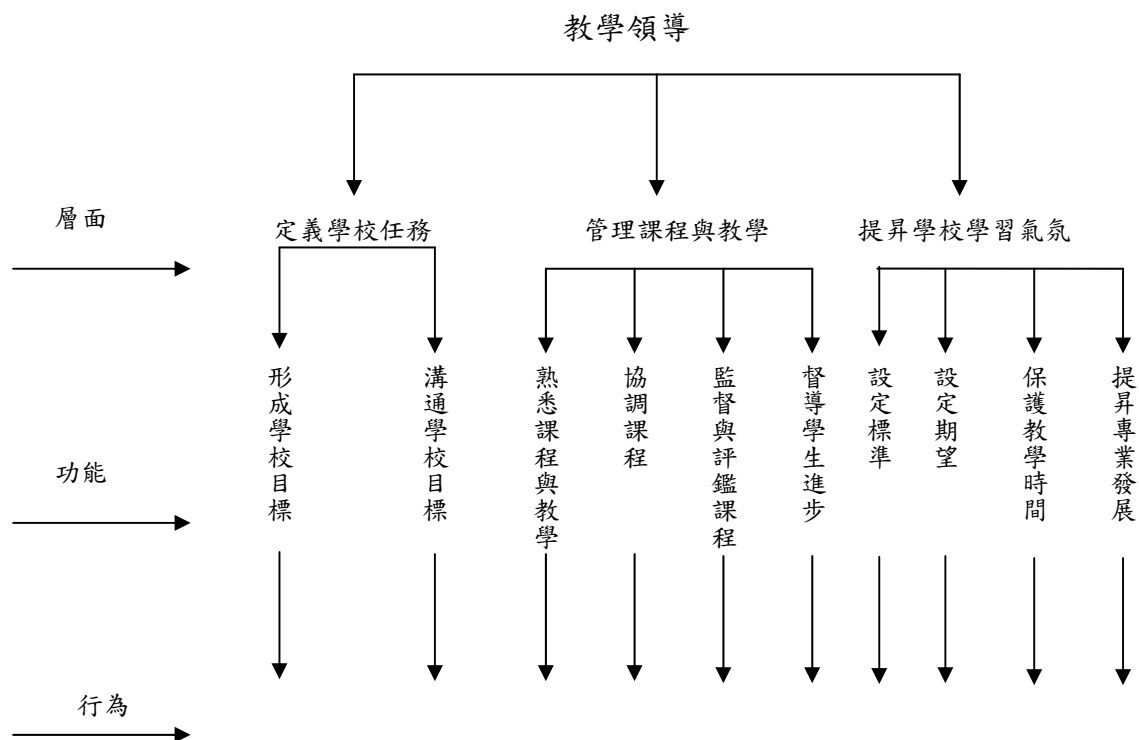 教學領導
層面
定義學校任務
管理課程與教學
提昇學校學習氣氛
功能
形成學校目標
溝通學校目標
熟悉課程與教學
協調課程
監督與評鑑課程
督導學生進步
設定標準
設定期望
保護教學時間
提昇專業發展
行為